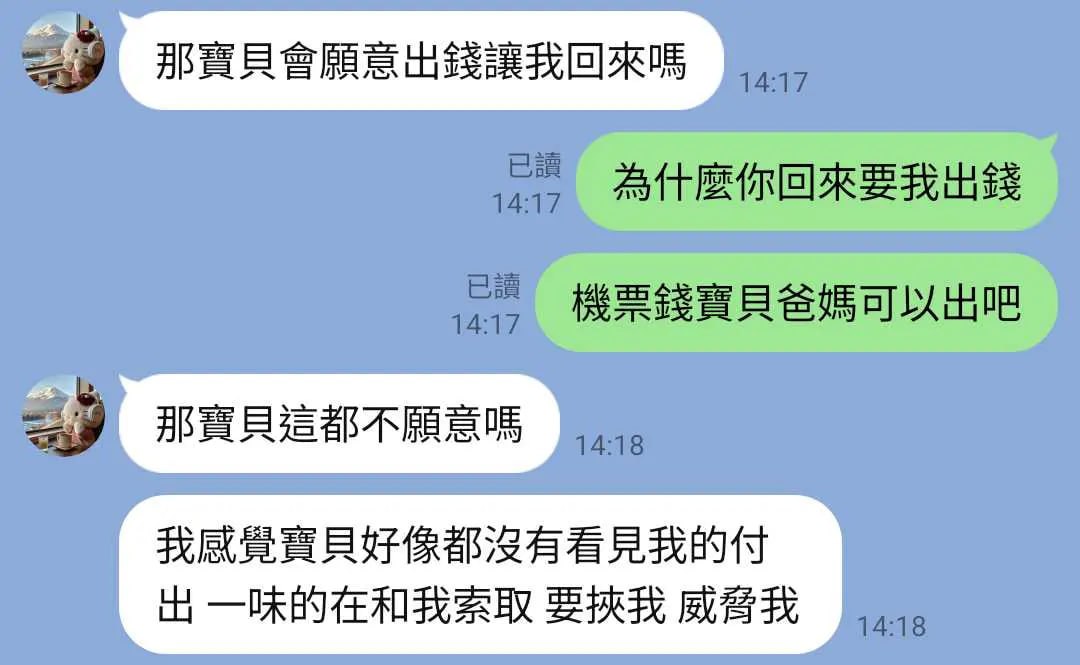 那寶貝會願意出錢讓我回來嗎
14:17
已讀
14:17
為什麼你回來要我出錢
已讀
14:17
機票錢寶貝爸媽可以出吧
那寶貝這都不願意嗎
14:18
我感覺寶貝好像都沒有看見我的付
出 一味的在和我索取 要挾我 威脅我
14:18